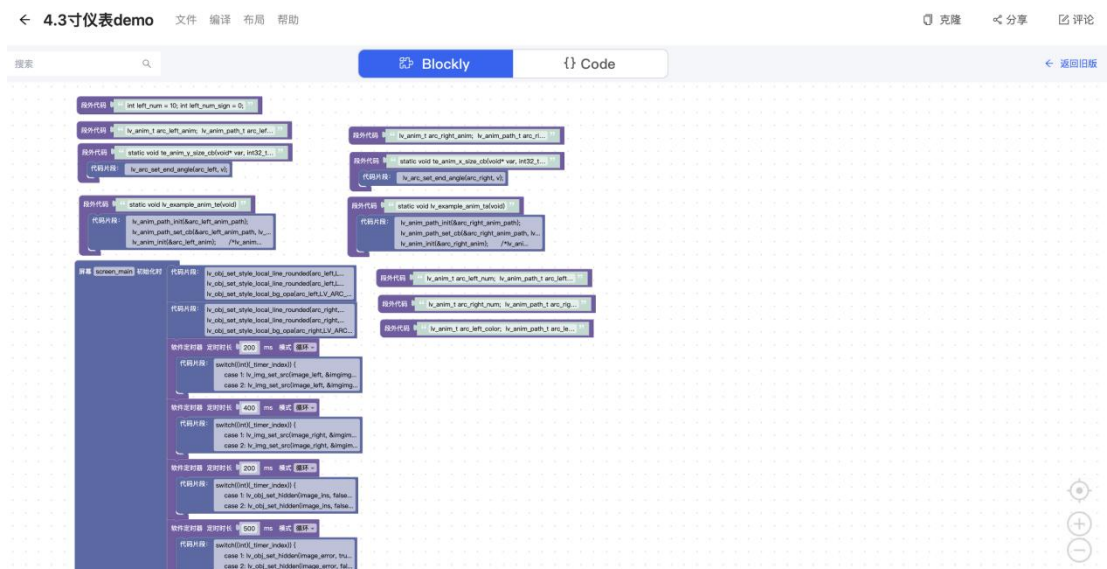 ← 4.3寸仪表demo 文件 编译 布局 帮助 克隆 分享 评论
搜索 Blockly {} Code ← 返回旧版
段外代码 “ int left_num = 10; int left_num_sign = 0; ”
段外代码 “ lv_anim_t arc_left_anim; lv_anim_path_t arc_lef... ”
段外代码 “ static void te_anim_y_size_cb(void* var, int32_t... ”
代码片段: lv_arc_set_end_angle(arc_left, v);
段外代码 “ lv_anim_t arc_right_anim; lv_anim_path_t arc_ri... ”
段外代码 “ static void te_anim_x_size_cb(void* var, int32_t... ”
代码片段: lv_arc_set_end_angle(arc_right, v);
段外代码 “ static void lv_example_anim_te(void) ”
代码片段: lv_anim_path_init(&arc_left_anim_path);
lv_anim_path_set_cb(&arc_left_anim_path, lv_...
lv_anim_init(&arc_left_anim); /*lv_anim...
段外代码 “ static void lv_example_anim_ta(void) ”
代码片段: lv_anim_path_init(&arc_right_anim_path);
lv_anim_path_set_cb(&arc_right_anim_path, lv...
lv_anim_init(&arc_right_anim); /*lv_ani...
屏幕 screen_main 初始化时 代码片段: lv_obj_set_style_local_line_rounded(arc_left,L...
lv_obj_set_style_local_line_rounded(arc_left,L...
lv_obj_set_style_local_bg_opa(arc_left,LV_ARC_...
代码片段: lv_obj_set_style_local_line_rounded(arc_right,...
lv_obj_set_style_local_line_rounded(arc_right,...
lv_obj_set_style_local_bg_opa(arc_right,LV_ARC...
软件定时器 定时时长 200 ms 模式 循环
代码片段: switch((int)(_timer_index)) {
case 1: lv_img_set_src(image_left, &imgimg...
case 2: lv_img_set_src(image_left, &imgimg...
软件定时器 定时时长 400 ms 模式 循环
代码片段: switch((int)(_timer_index)) {
case 1: lv_img_set_src(image_right, &imgim...
case 2: lv_img_set_src(image_right, &imgim...
软件定时器 定时时长 200 ms 模式 循环
代码片段: switch((int)(_timer_index)) {
case 1: lv_obj_set_hidden(image_ins, false...
case 2: lv_obj_set_hidden(image_ins, false...
软件定时器 定时时长 500 ms 模式 循环
代码片段: switch((int)(_timer_index)) {
case 1: lv_obj_set_hidden(image_error, tru...
case 2: lv_obj_set_hidden(image_error, fal...
段外代码 “ lv_anim_t arc_left_num; lv_anim_path_t arc_left... ”
段外代码 “ lv_anim_t arc_right_num; lv_anim_path_t arc_rig... ”
段外代码 “ lv_anim_t arc_left_color; lv_anim_path_t arc_le... ”